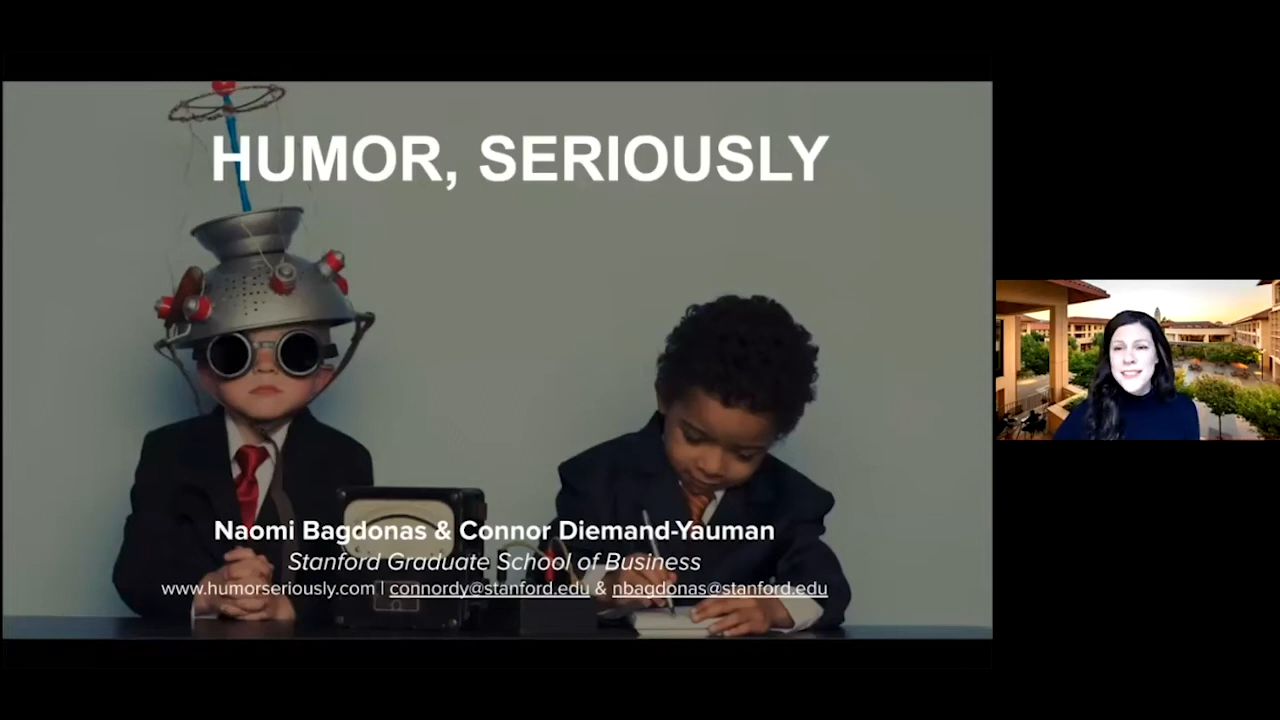 HUMOR, SERIOUSLY
Naomi Bagdonas & Connor Diemand-Yauman
Stanford Graduate School of Business
www.humorseriously.com | connordy@stanford.edu & nbagdonas@stanford.edu